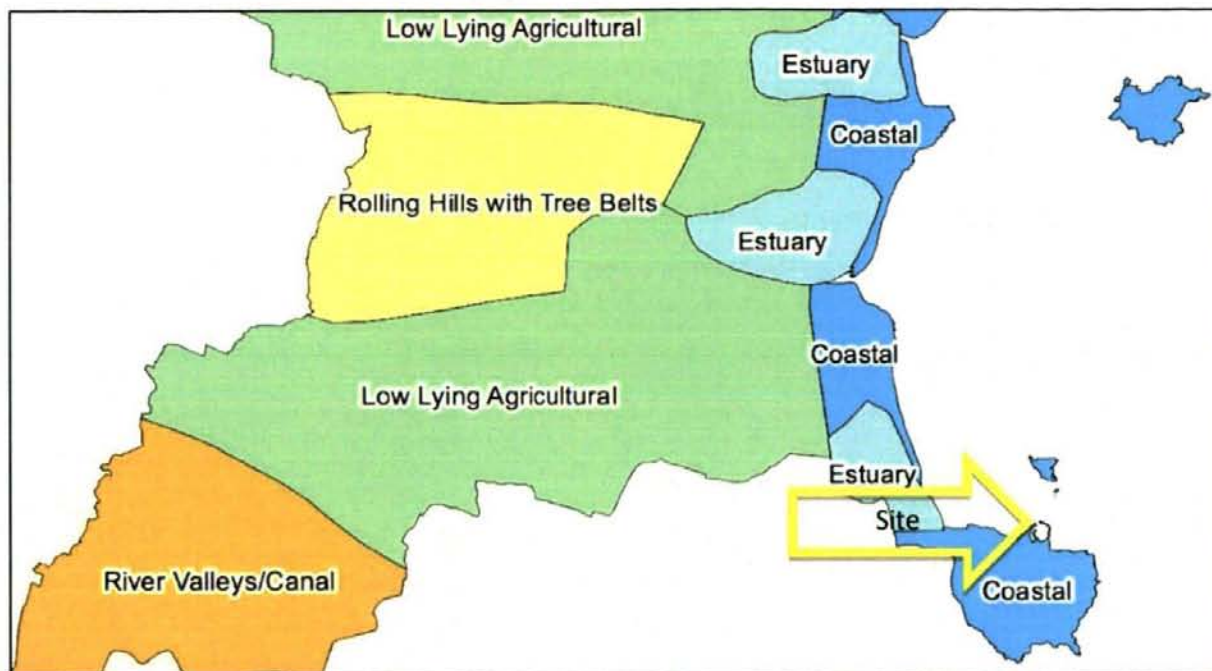 Low Lying Agricultural
Estuary
Coastal
Rolling Hills with Tree Belts
Estuary
Coastal
Low Lying Agricultural
Estuary
Site
River Valleys/Canal
Coastal